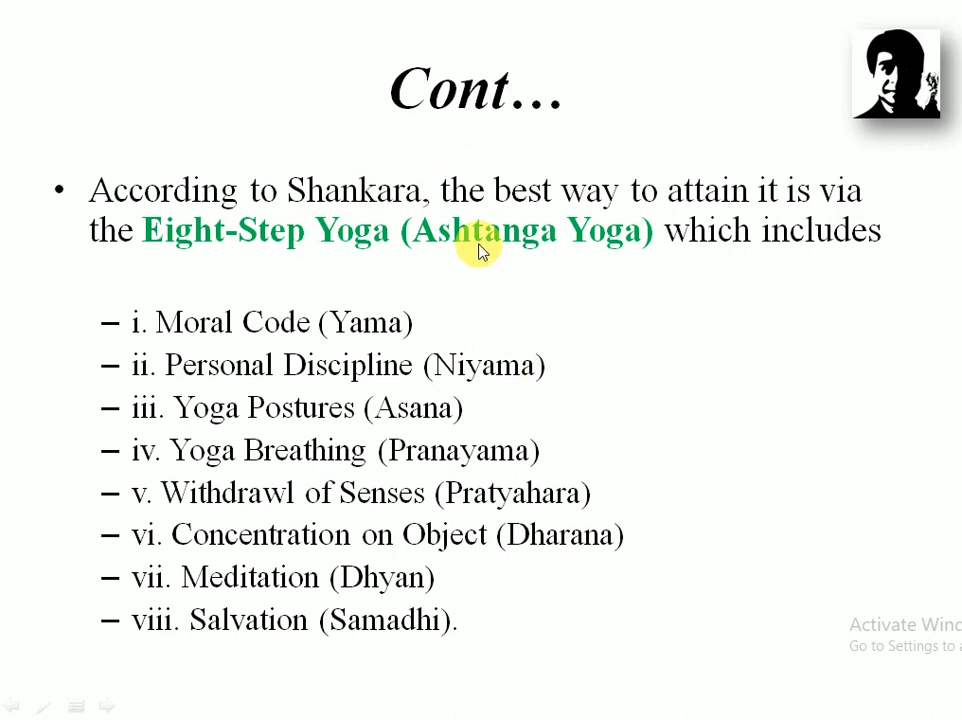 Cont…
• According to Shankara, the best way to attain it is via
the Eight-Step Yoga (Ashtanga Yoga) which includes
– i. Moral Code (Yama)
– ii. Personal Discipline (Niyama)
– iii. Yoga Postures (Asana)
– iv. Yoga Breathing (Pranayama)
– v. Withdrawl of Senses (Pratyahara)
– vi. Concentration on Object (Dharana)
– vii. Meditation (Dhyan)
– viii. Salvation (Samadhi).
Activate Winc
Go to Settings to a